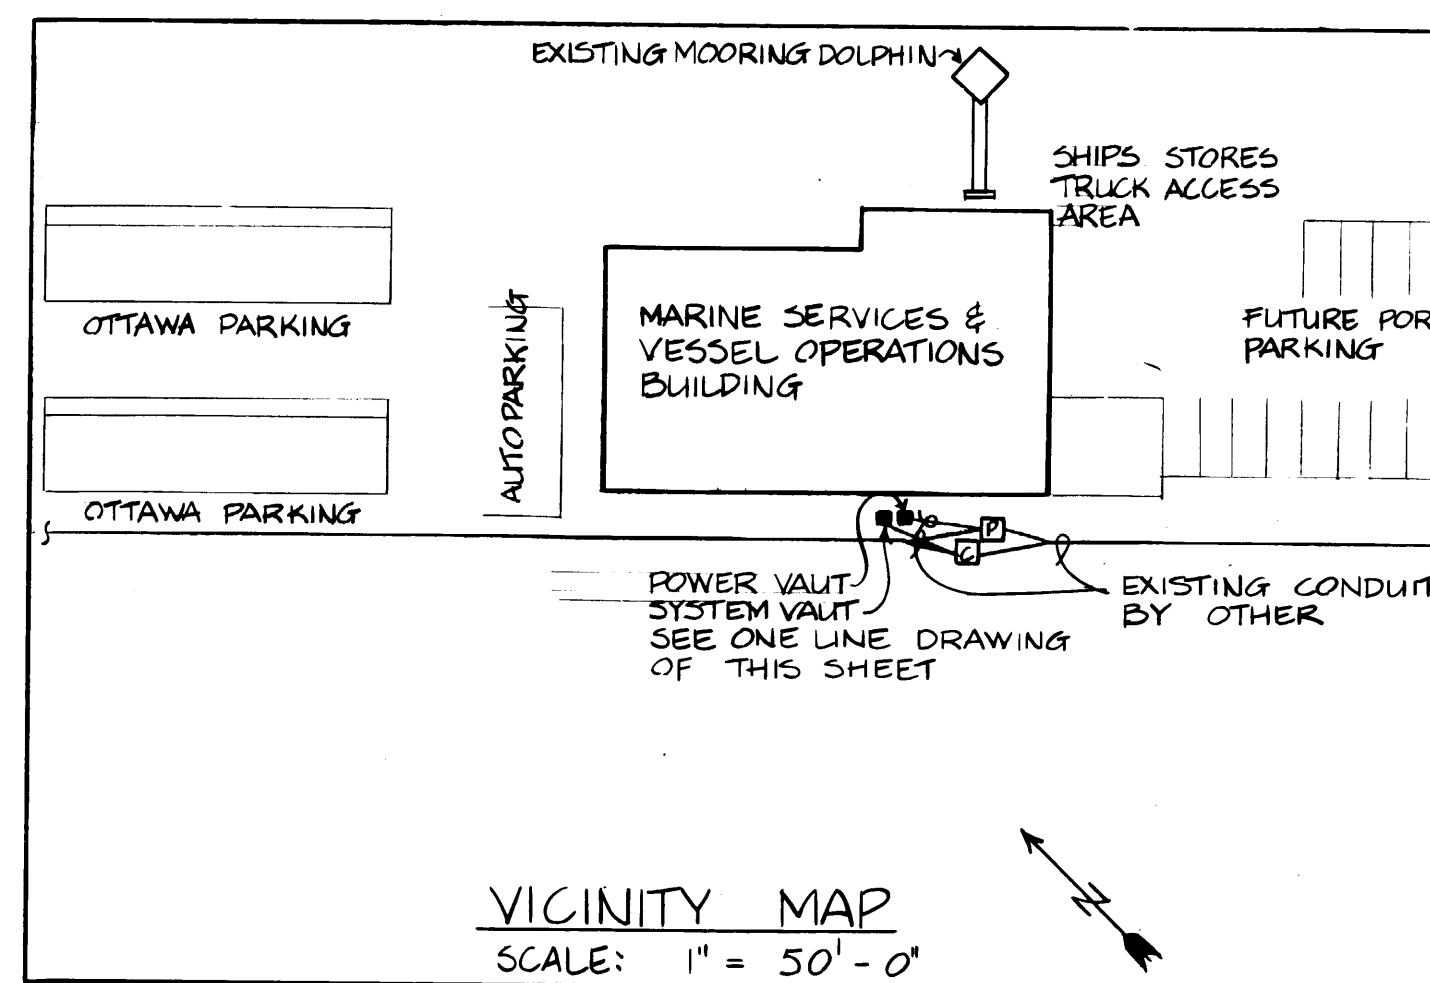 EXISTING MOORING DOLPHIN
SHIPS STORES
TRUCK ACCESS
AREA
OTTAWA PARKING
AUTO PARKING
MARINE SERVICES &
VESSEL OPERATIONS
BUILDING
FUTURE POR
PARKING
OTTAWA PARKING
P
C
POWER VAUT
SYSTEM VAUT
SEE ONE LINE DRAWING
OF THIS SHEET
EXISTING CONDUIT
BY OTHER
N
VICINITY MAP
SCALE: 1" = 50' - 0"